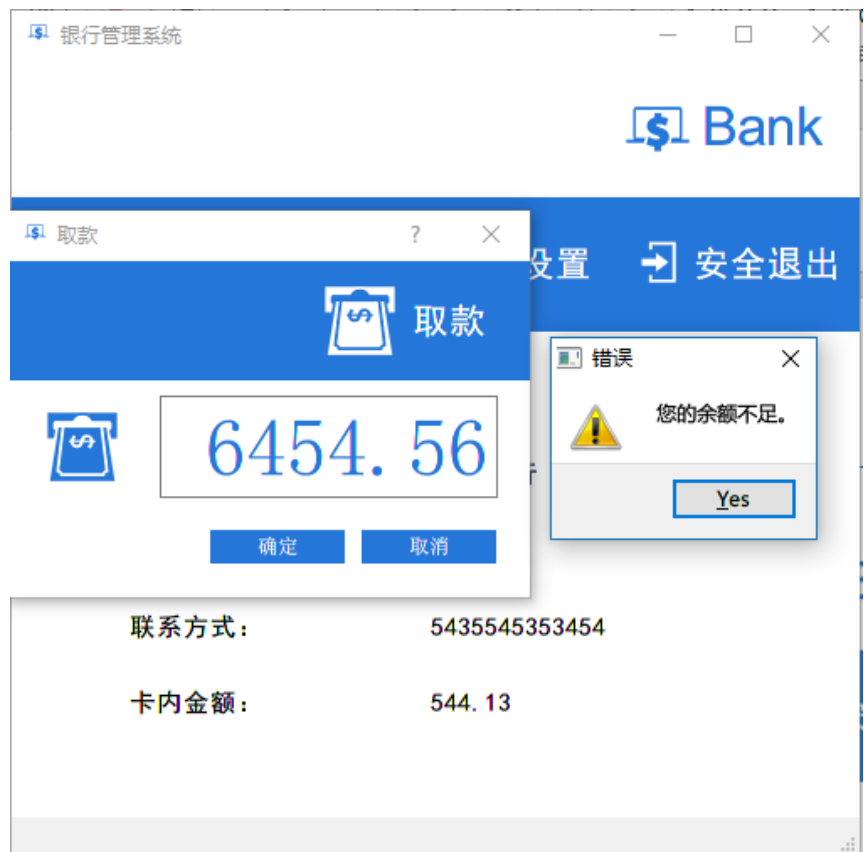 银行管理系统
Bank
取款
?
设置
安全退出
取款
错误
您的余额不足。
6454.56
Yes
确定
取消
联系方式:
5435545353454
卡内金额:
544.13